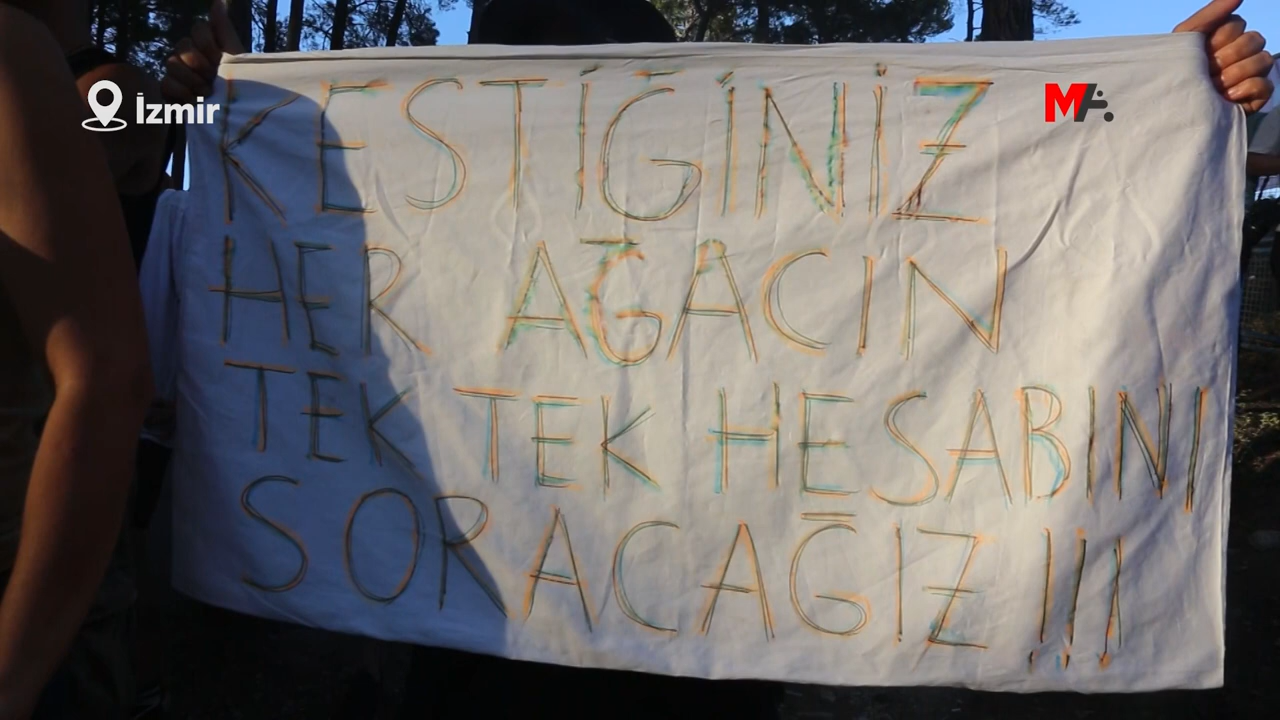 İzmir
MA
KESTİĞİNİZ
HER AĞACIN
TEK TEK HESABINI
SORACAĞIZ!!!